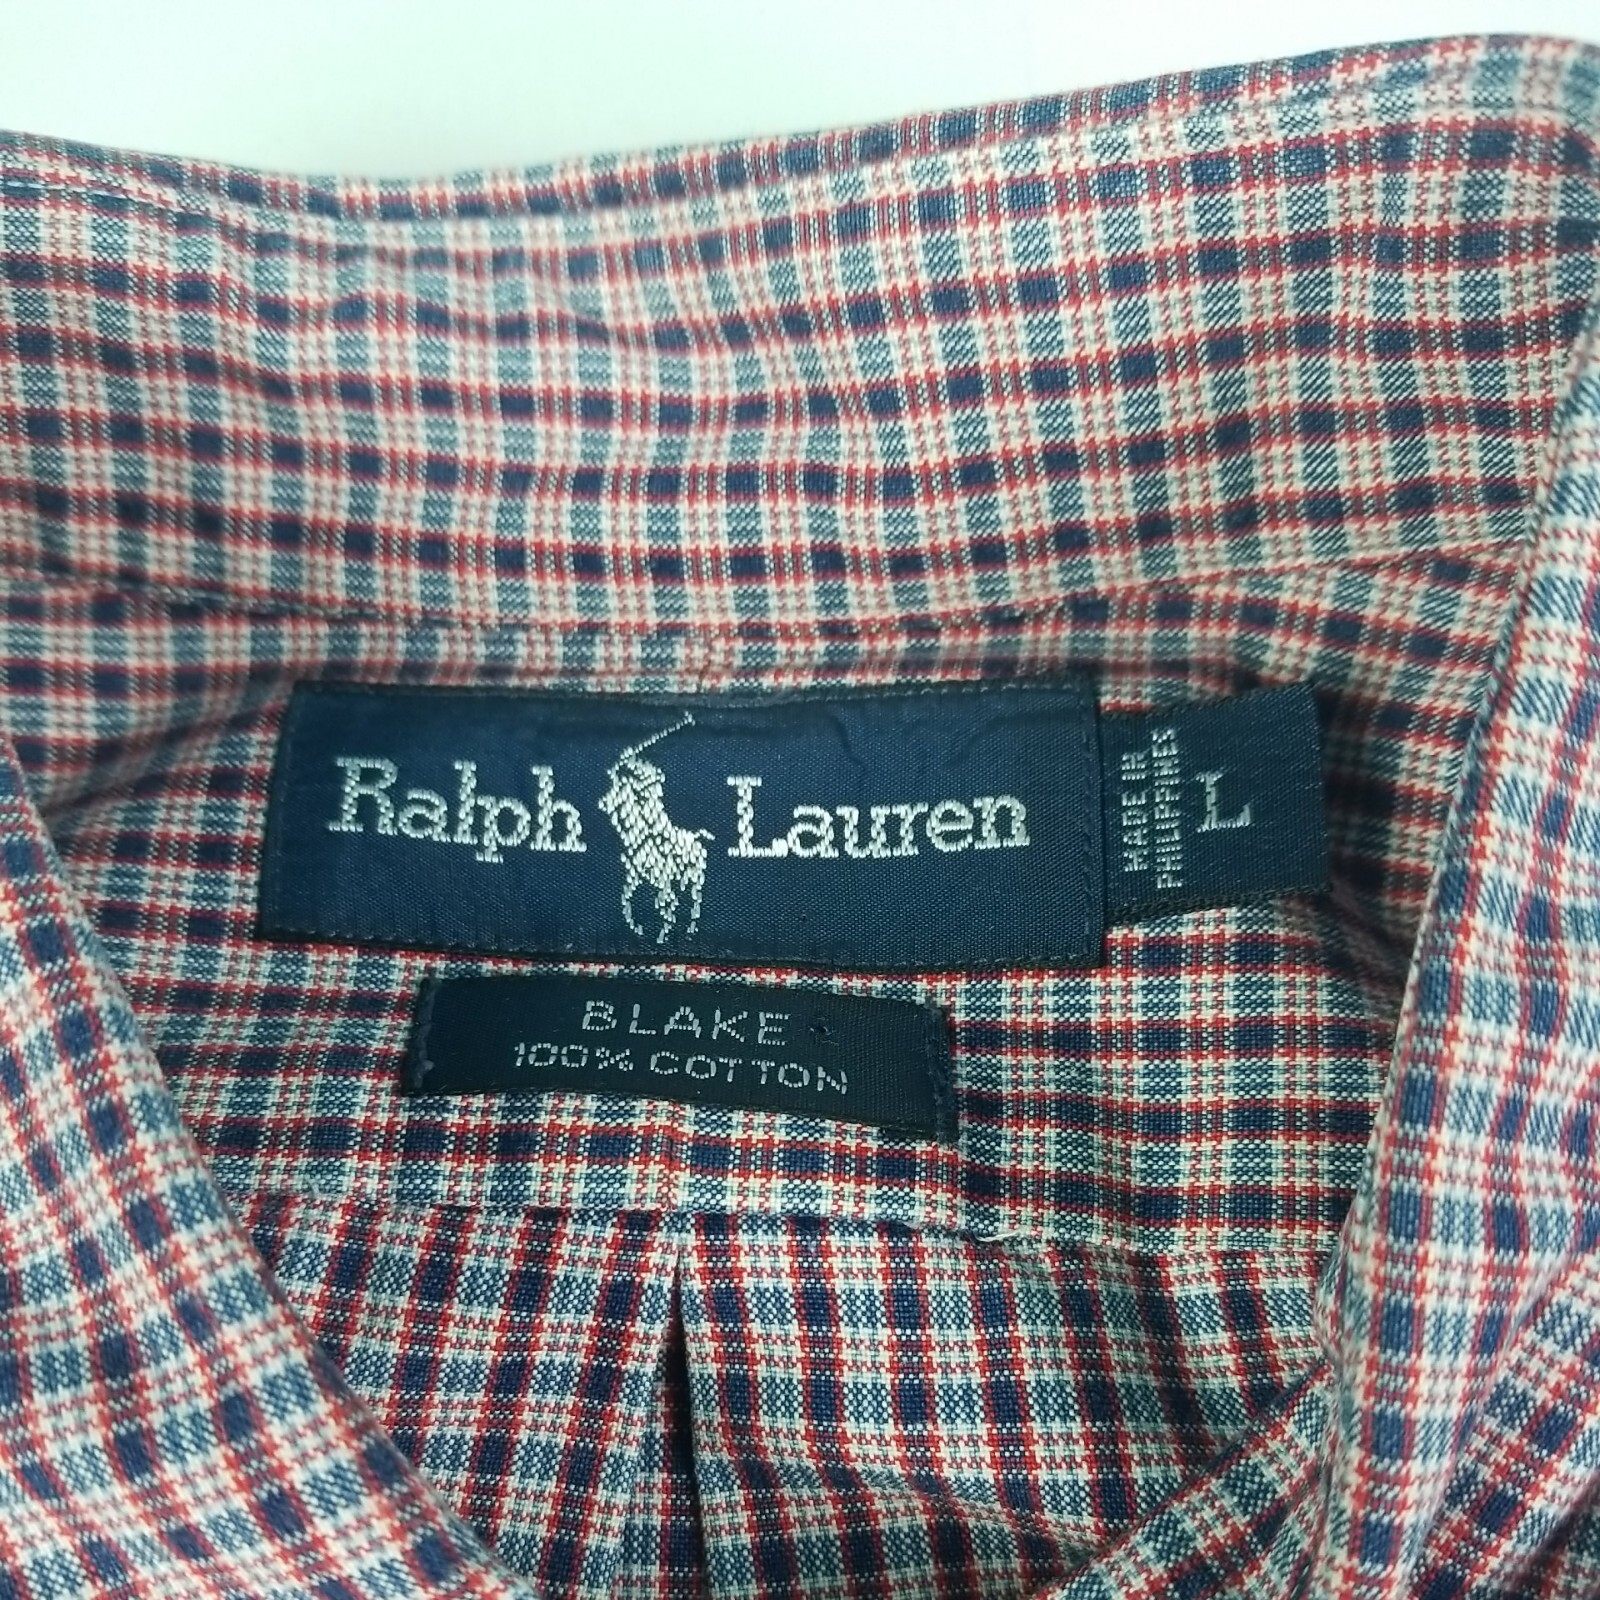 Ralph Lauren
MADE IN
PHILIPPINES
L
BLAKE
100% COTTON